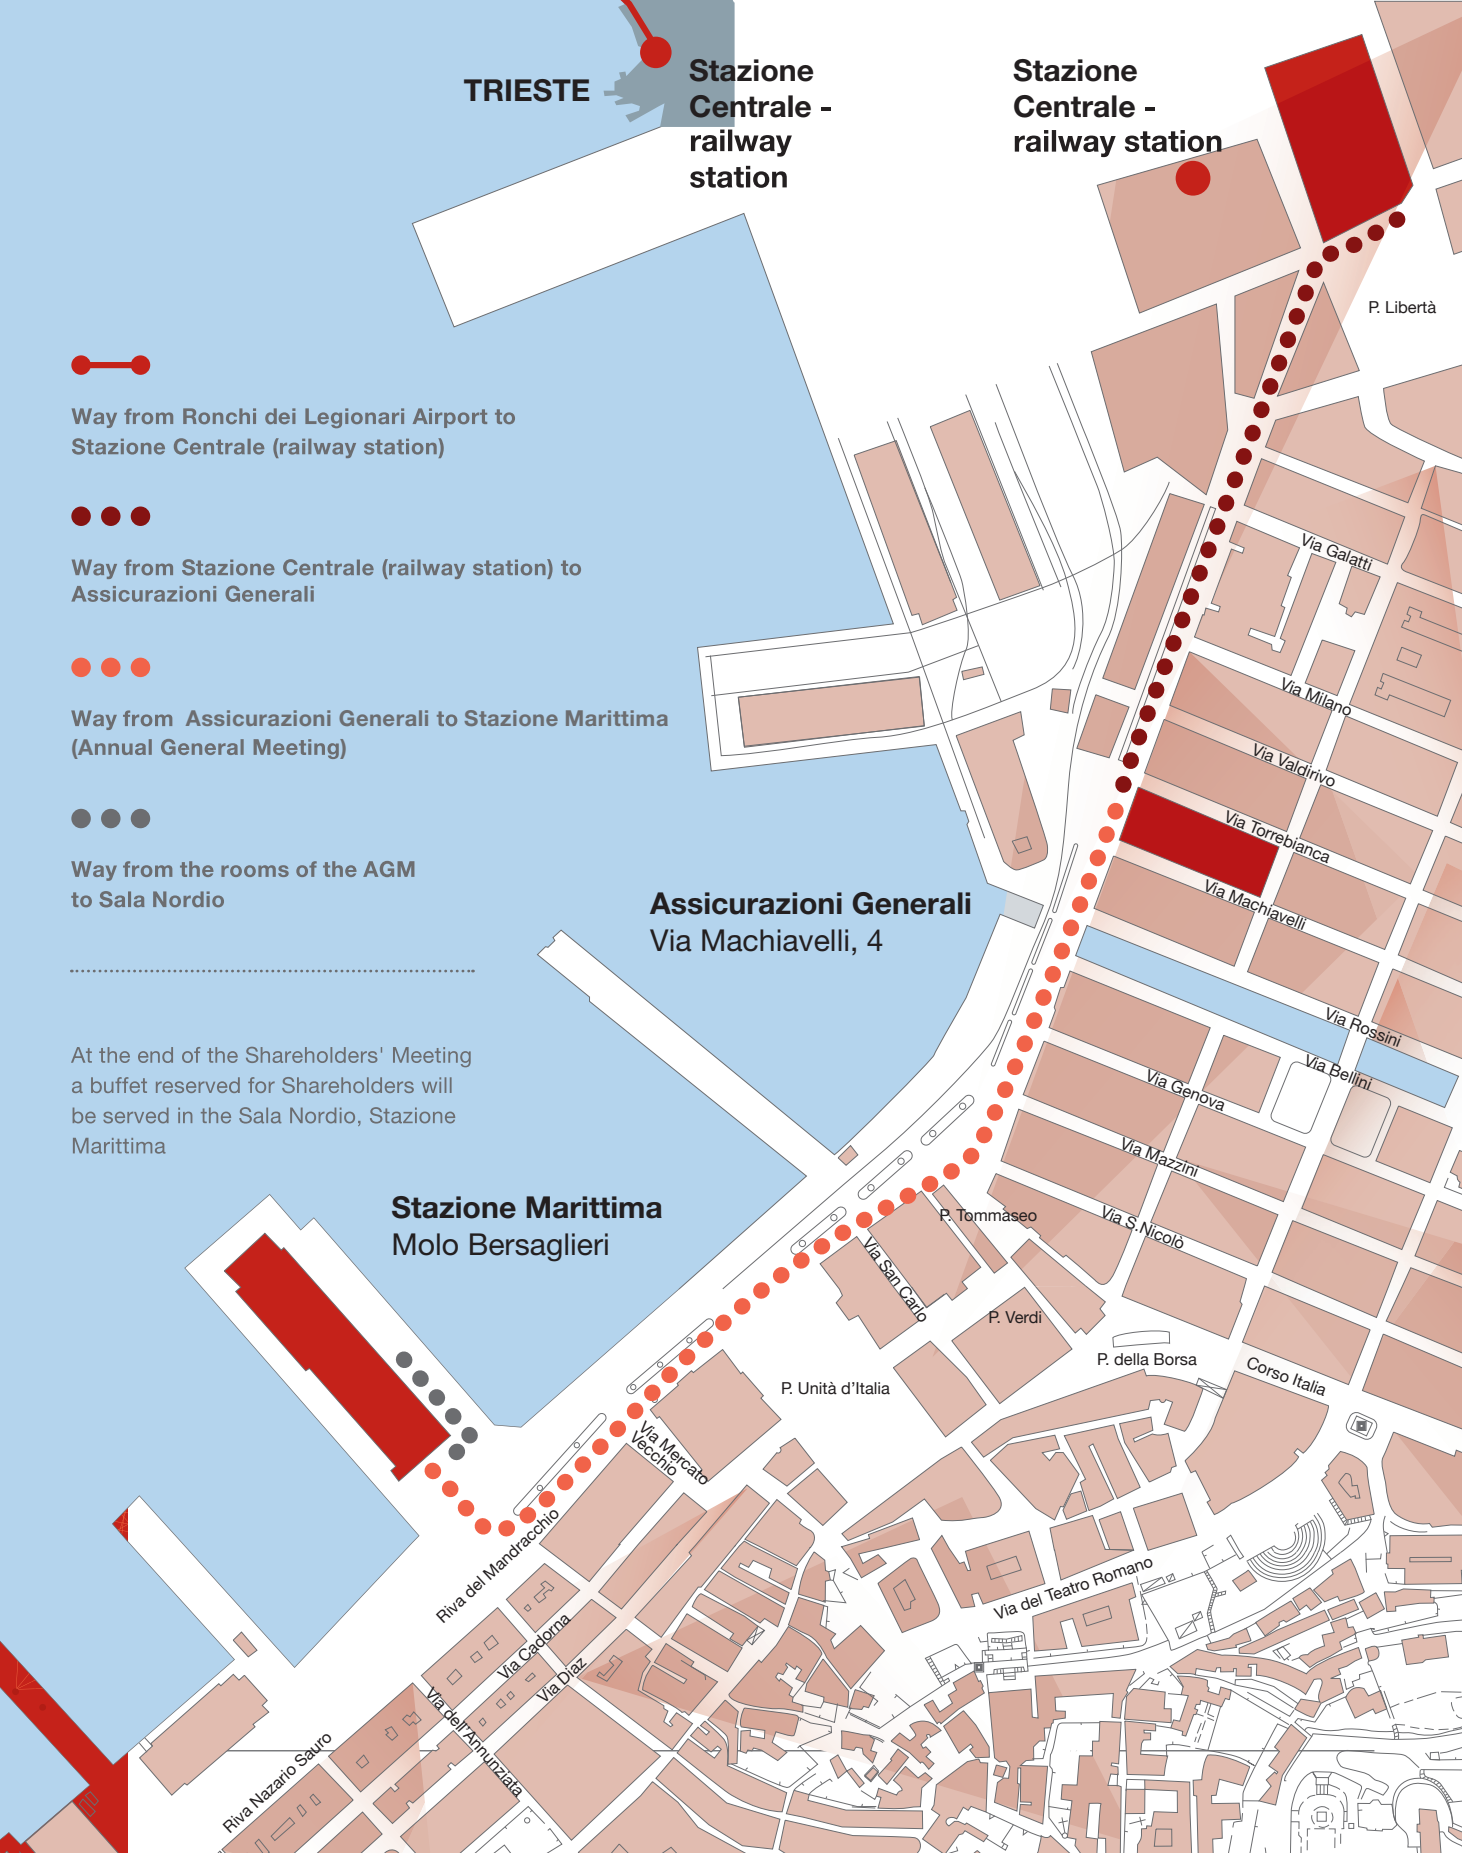 TRIESTE
Stazione
Centrale -
railway
station
Stazione
Centrale -
railway station
P. Libertà
Way from Ronchi dei Legionari Airport to
Stazione Centrale (railway station)
Way from Stazione Centrale (railway station) to
Assicurazioni Generali
Way from  Assicurazioni Generali to Stazione Marittima
(Annual General Meeting)
Way from the rooms of the AGM
to Sala Nordio
Via Galatti
Via Milano
Via Valdirivo
Via Torrebianca
Via Machiavelli
Assicurazioni Generali
Via Machiavelli, 4
Via Rossini
Via Bellini
Via Genova
Via Mazzini
Via S.Nicolò
At the end of the Shareholders' Meeting
a buffet reserved for Shareholders will
be served in the Sala Nordio, Stazione
Marittima
Stazione Marittima
Molo Bersaglieri
P. Tommaseo
Via San Carlo
P. Verdi
P. della Borsa
Corso Italia
P. Unità d'Italia
Via Mercato
Vecchio
Riva del Mandracchio
Via del Teatro Romano
Via Cadorna
Via Diaz
Via dell'Annunziata
Riva Nazario Sauro